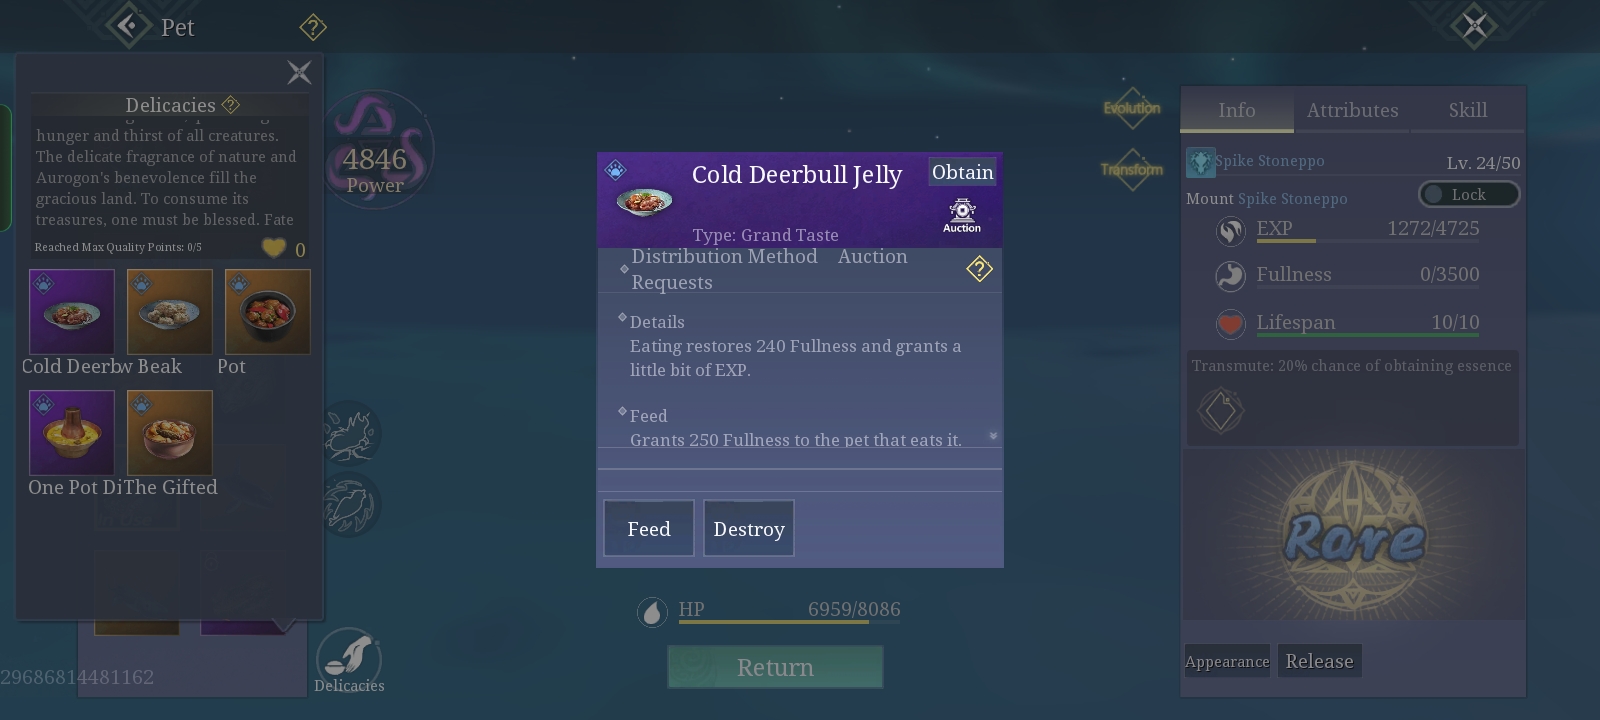 Pet
?
Delicacies ?
hunger and thirst of all creatures.
The delicate fragrance of nature and
Aurogon's benevolence fill the
gracious land. To consume its
treasures, one must be blessed. Fate
Reached Max Quality Points: 0/5
0
Cold Deerb
w Beak
Pot
One Pot Di
The Gifted
29686814481162
4846
Power
Delicacies
Cold Deerbull Jelly
Obtain
Type: Grand Taste
Auction
Distribution Method Auction
Requests
?
Details
Eating restores 240 Fullness and grants a
little bit of EXP.
Feed
Grants 250 Fullness to the pet that eats it.
Feed
Destroy
HP 6959/8086
Return
Evolution
Transform
Info
Attributes
Skill
Spike Stoneppo
Lv. 24/50
Mount Spike Stoneppo
Lock
EXP 1272/4725
Fullness 0/3500
Lifespan 10/10
Transmute: 20% chance of obtaining essence
Rare
Appearance
Release